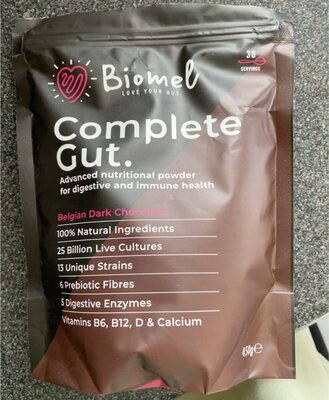 Biomel
LOVE YOUR GUT
30
SERVINGS
Complete
Gut.
Advanced nutritional powder
for digestive and immune health
Belgian Dark Chocolate
100% Natural Ingredients
25 Billion Live Cultures
13 Unique Strains
6 Prebiotic Fibres
5 Digestive Enzymes
Vitamins B6, B12, D & Calcium
450g℮